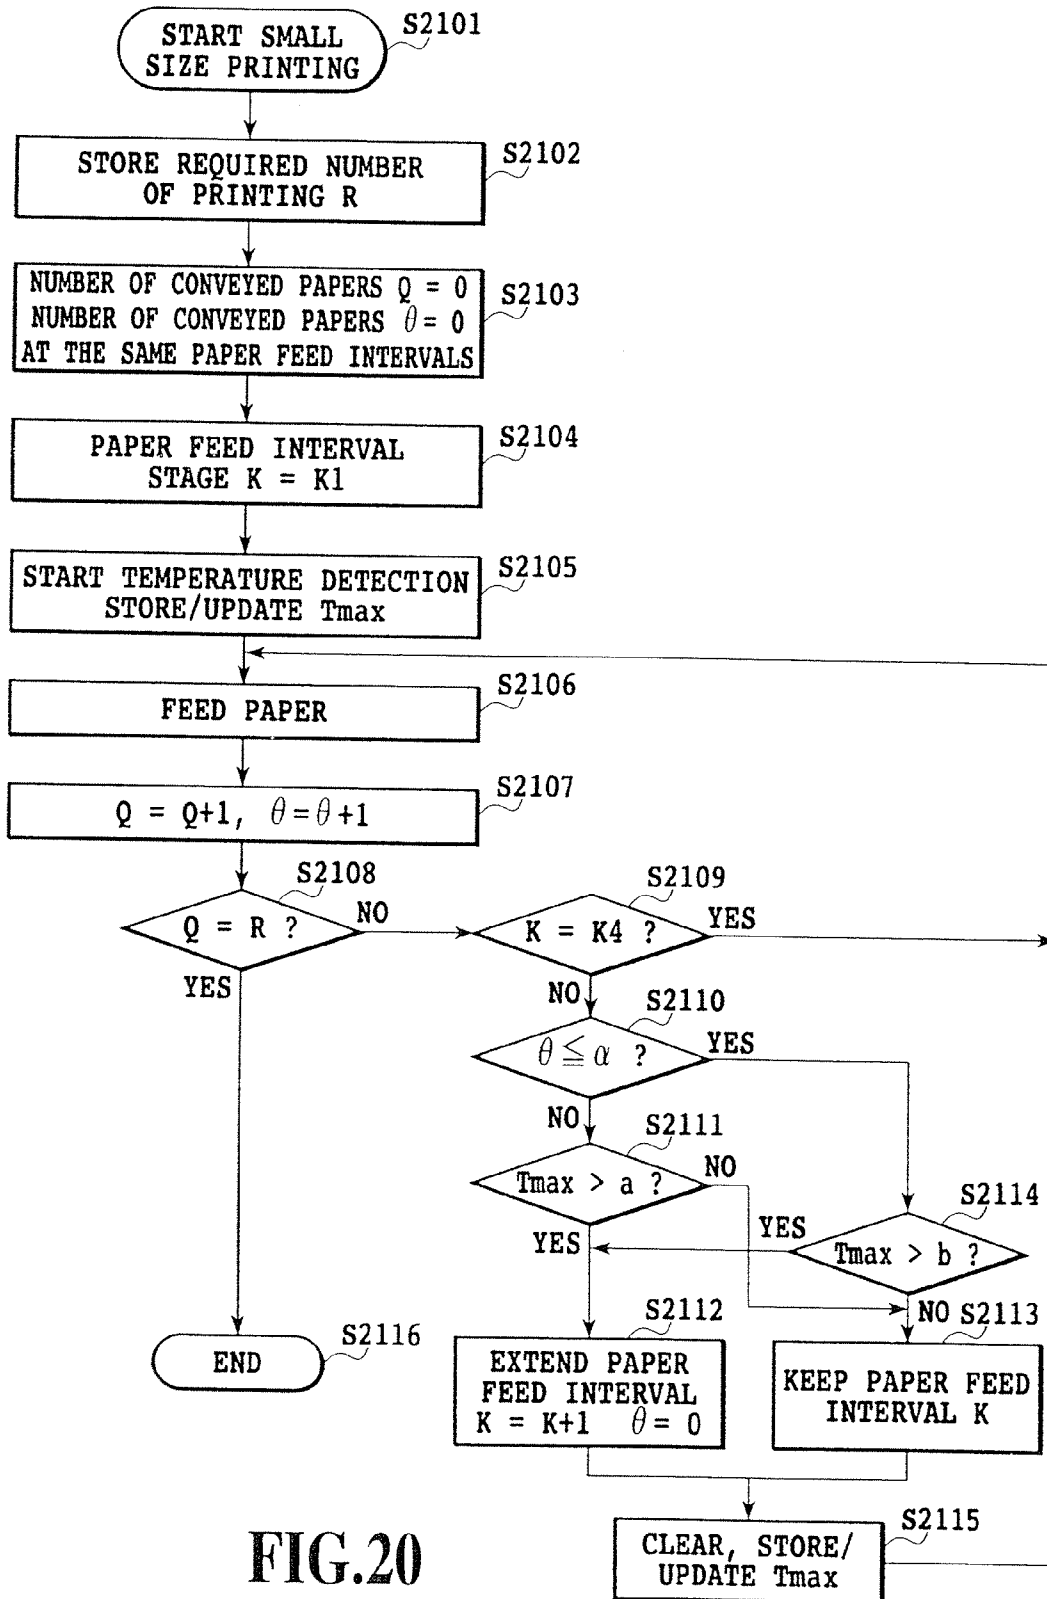 START SMALL
SIZE PRINTING
S2101
STORE REQUIRED NUMBER
OF PRINTING R
S2102
NUMBER OF CONVEYED PAPERS Q = 0
NUMBER OF CONVEYED PAPERS θ = 0
AT THE SAME PAPER FEED INTERVALS
S2103
PAPER FEED INTERVAL
STAGE K = K1
S2104
START TEMPERATURE DETECTION
STORE/UPDATE Tmax
S2105
FEED PAPER
S2106
Q = Q+1, θ = θ+1
S2107
Q = R ?
S2108
NO
YES
K = K4 ?
S2109
YES
NO
θ ≦ α ?
S2110
YES
NO
Tmax > a ?
S2111
NO
YES
Tmax > b ?
S2114
YES
NO
END
S2116
EXTEND PAPER
FEED INTERVAL
K = K+1 θ = 0
S2112
KEEP PAPER FEED
INTERVAL K
S2113
CLEAR, STORE/
UPDATE Tmax
S2115
FIG.20